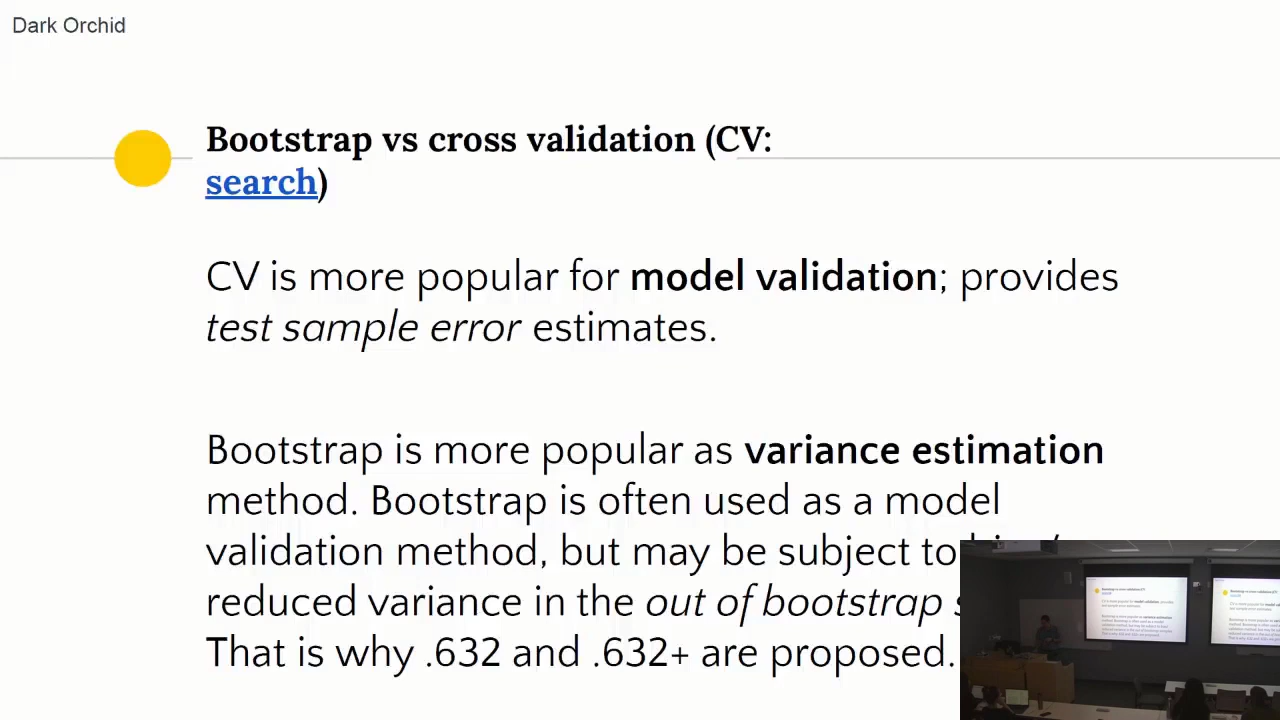 Dark Orchid
Bootstrap vs cross validation (CV:
search)
CV is more popular for model validation; provides
test sample error estimates.
Bootstrap is more popular as variance estimation
method. Bootstrap is often used as a model
validation method, but may be subject to
reduced variance in the out of bootstrap
That is why .632 and .632+ are proposed.